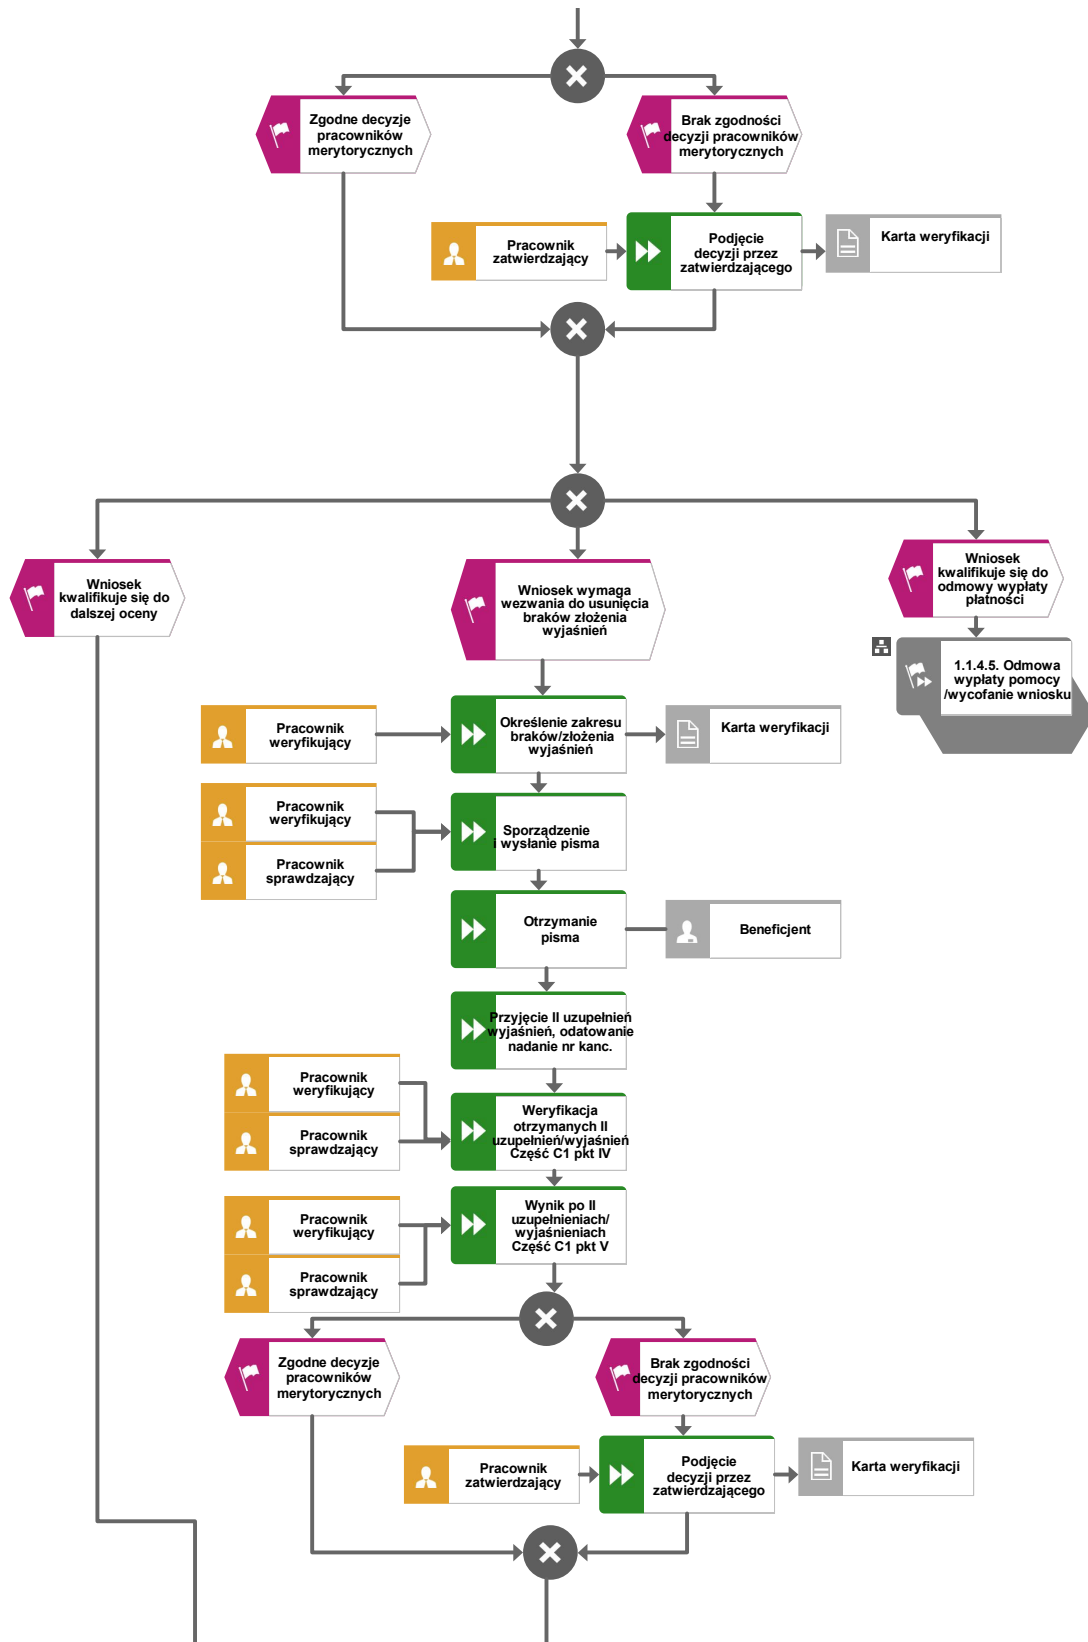 Zgodne decyzje
pracowników
merytorycznych
Brak zgodności
decyzji pracowników
merytorycznych
Pracownik
zatwierdzający
Podjęcie
decyzji przez
zatwierdzającego
Karta weryfikacji
Wniosek
kwalifikuje się do
dalszej oceny
Wniosek wymaga
wezwania do usunięcia
braków złożenia
wyjaśnień
Wniosek
kwalifikuje się do
odmowy wypłaty
płatności
1.1.4.5. Odmowa
wypłaty pomocy
/wycofanie wniosku
Pracownik
weryfikujący
Określenie zakresu
braków/złożenia
wyjaśnień
Karta weryfikacji
Pracownik
weryfikujący
Pracownik
sprawdzający
Sporządzenie
i wysłanie pisma
Otrzymanie
pisma
Beneficjent
Przyjęcie II uzupełnień
wyjaśnień, odatowanie
nadanie nr kanc.
Pracownik
weryfikujący
Pracownik
sprawdzający
Weryfikacja
otrzymanych II
uzupełnień/wyjaśnień
Część C1 pkt IV
Pracownik
weryfikujący
Pracownik
sprawdzający
Wynik po II
uzupełnieniach/
wyjaśnieniach
Część C1 pkt V
Zgodne decyzje
pracowników
merytorycznych
Brak zgodności
decyzji pracowników
merytorycznych
Pracownik
zatwierdzający
Podjęcie
decyzji przez
zatwierdzającego
Karta weryfikacji